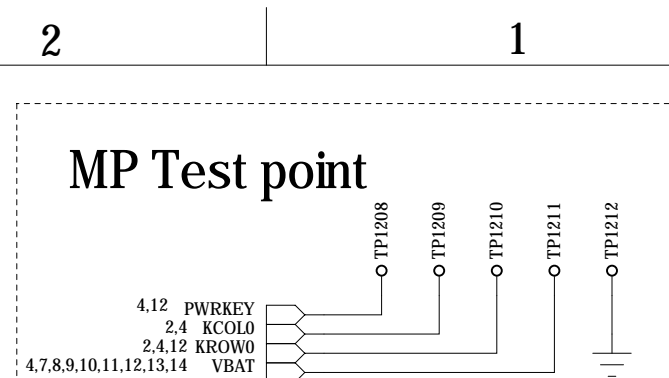 2 1
MP Test point
TP1208 TP1209 TP1210 TP1211 TP1212
4,12 PWRKEY
2,4 KCOL0
2,4,12 KROW0
4,7,8,9,10,11,12,13,14 VBAT